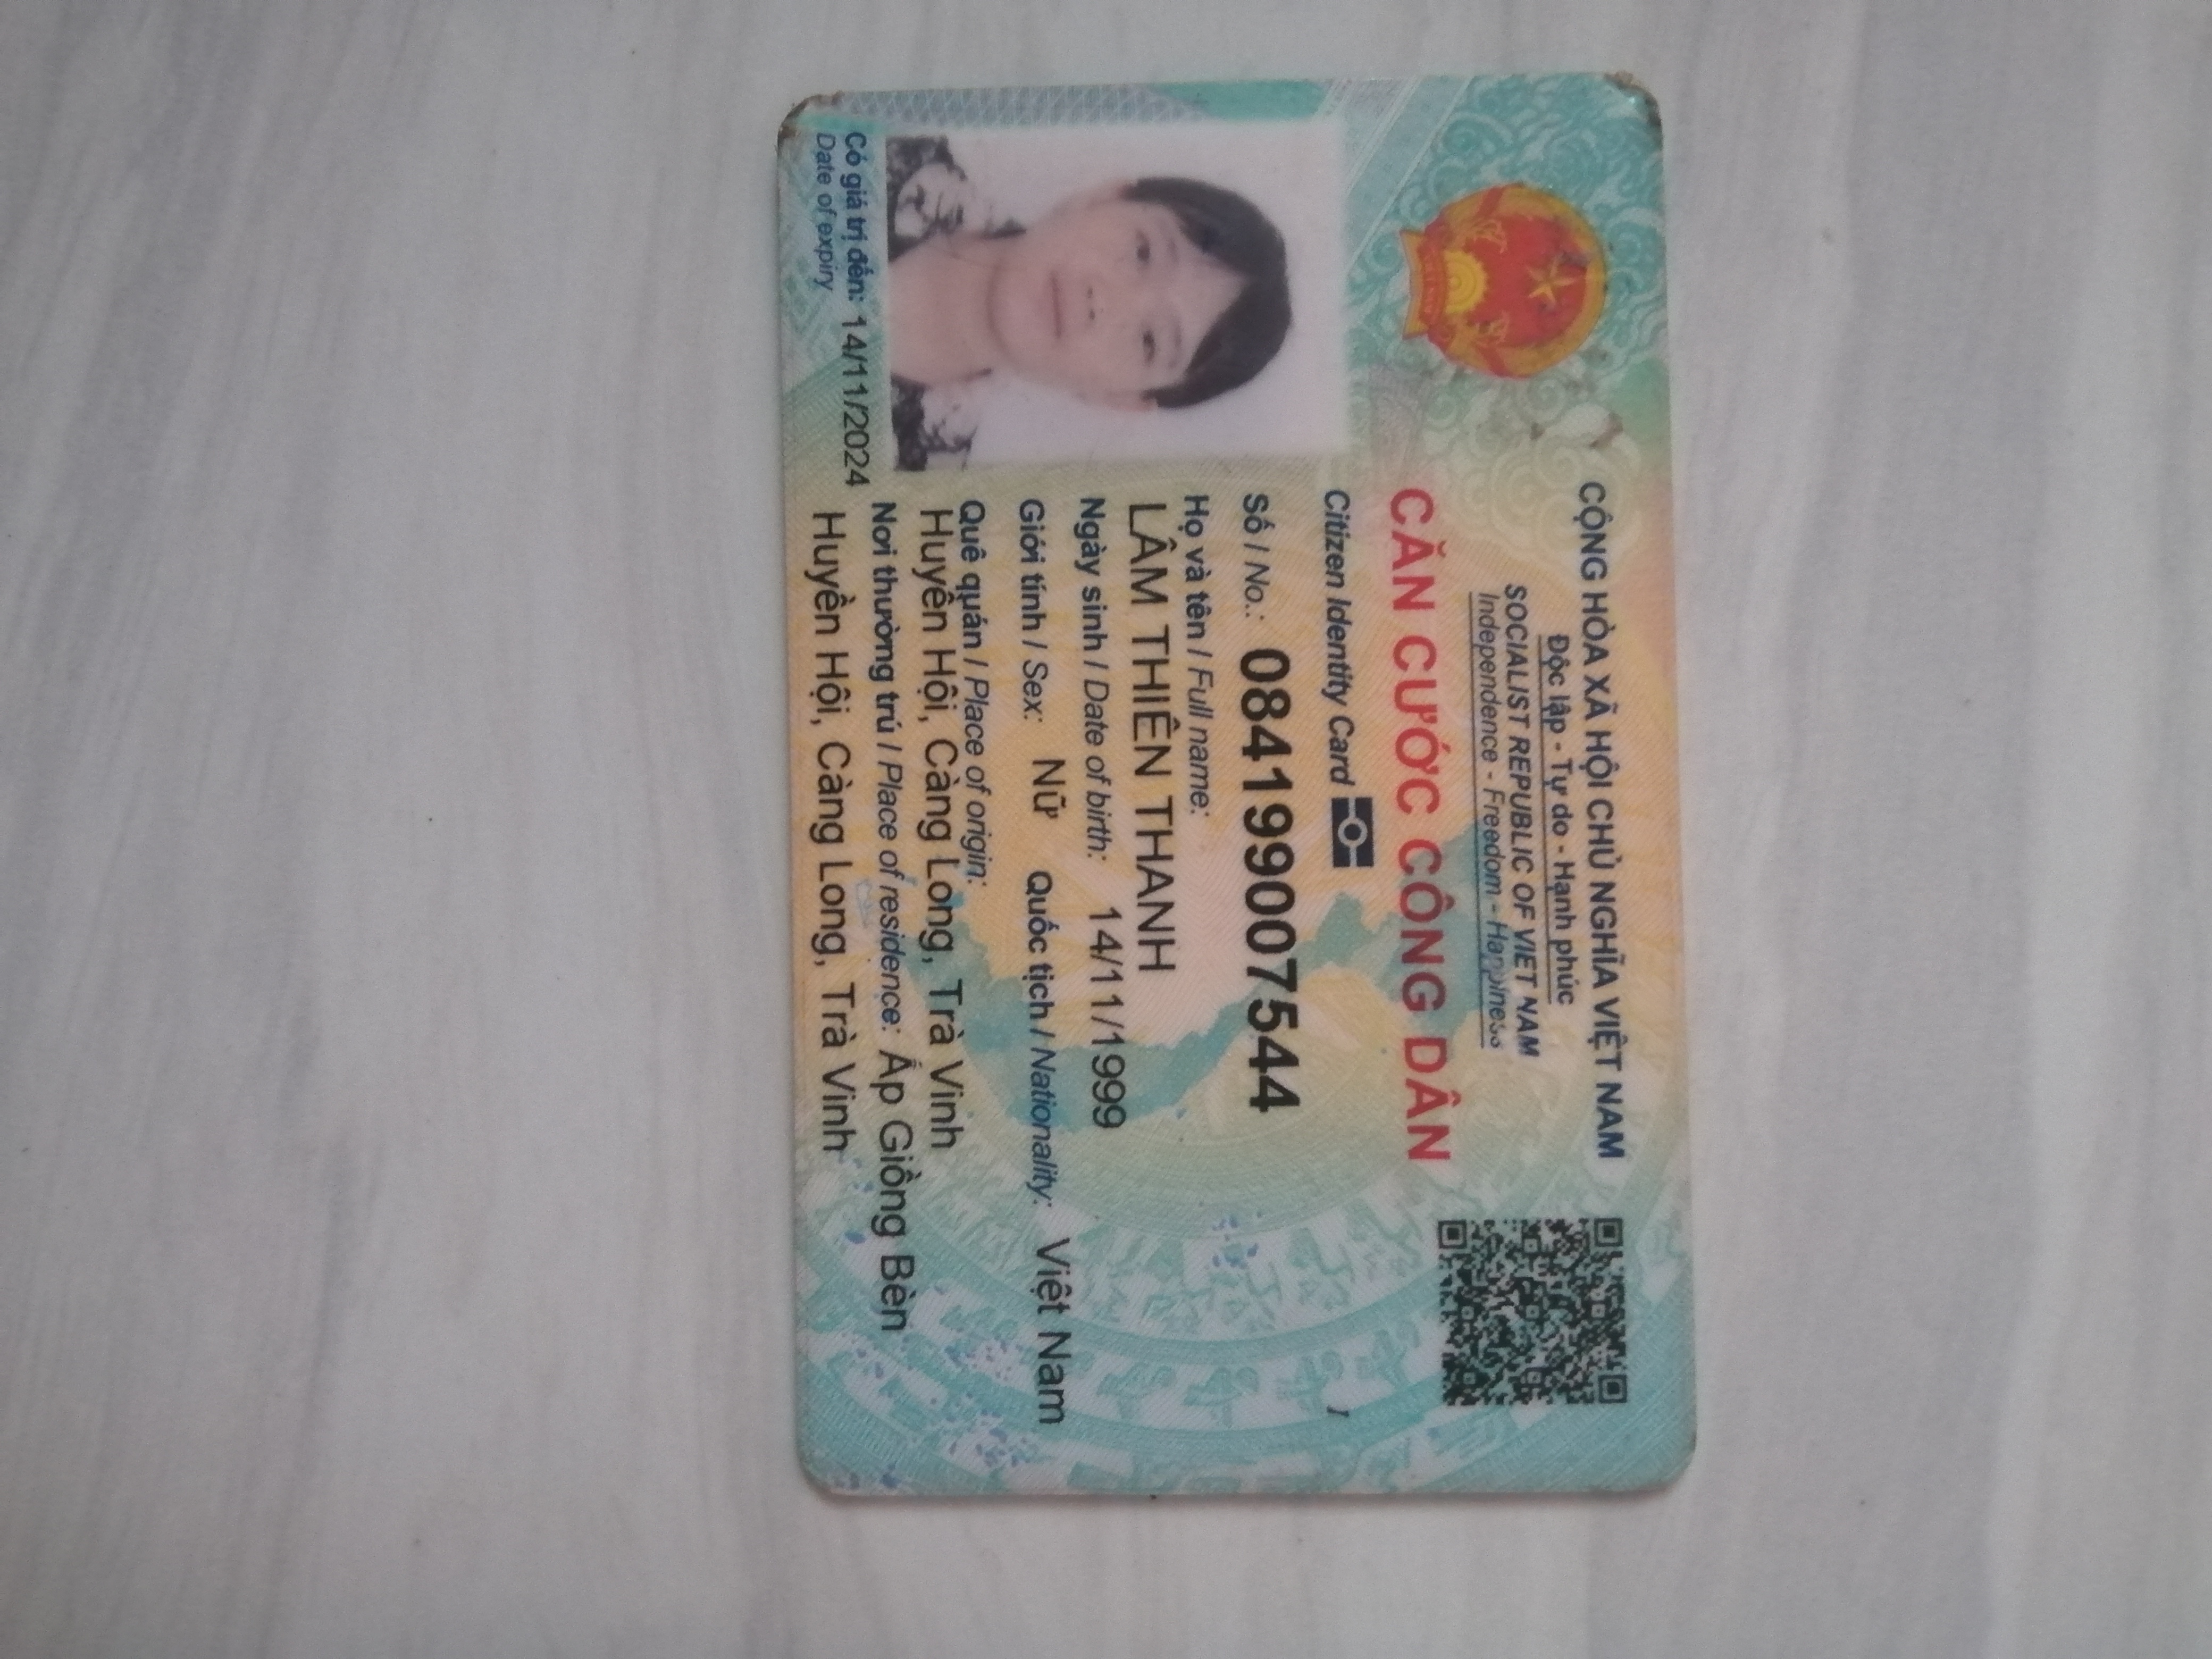 CỘNG HÒA XÃ HỘI CHỦ NGHĨA VIỆT NAM
Độc lập - Tự do - Hạnh phúc
SOCIALIST REPUBLIC OF VIET NAM
Independence - Freedom - Happiness
CĂN CƯỚC CÔNG DÂN
Citizen Identity Card
Số / No.: 084199007544
Họ và tên / Full name:
LÂM THIÊN THANH
Ngày sinh / Date of birth: 14/11/1999
Giới tính / Sex: Nữ Quốc tịch / Nationality: Việt Nam
Quê quán / Place of origin:
Huyền Hội, Càng Long, Trà Vinh
Nơi thường trú / Place of residence: Ấp Giồng Bèn
Huyền Hội, Càng Long, Trà Vinh
Có giá trị đến: 14/11/2024
Date of expiry